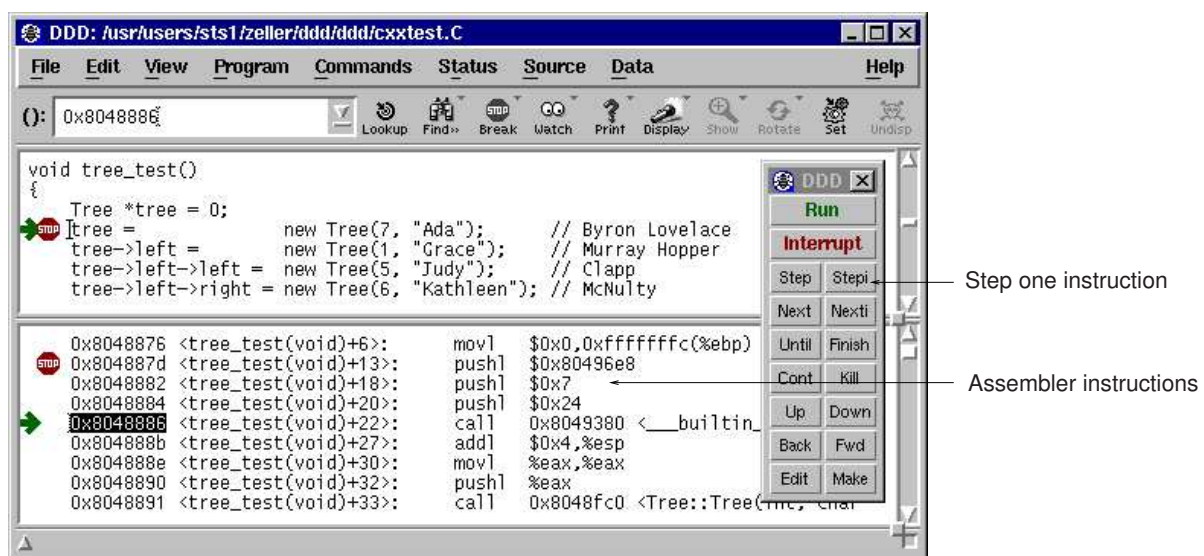 DDD: /usr/users/sts1/zeller/ddd/ddd/cxxtest.C
File Edit View Program Commands Status Source Data Help
(): 0x8048886
Lookup Find» Break Watch Print Display Show Rotate Set Undisp
void tree_test()
{
Tree *tree = 0;
STOP tree = new Tree(7, "Ada"); // Byron Lovelace
tree->left = new Tree(1, "Grace"); // Murray Hopper
tree->left->left = new Tree(5, "Judy"); // Clapp
tree->left->right = new Tree(6, "Kathleen"); // McNulty
0x8048876 <tree_test(void)+6>: movl $0x0,0xfffffffc(%ebp)
STOP 0x804887d <tree_test(void)+13>: pushl $0x80496e8
0x8048882 <tree_test(void)+18>: pushl $0x7
0x8048884 <tree_test(void)+20>: pushl $0x24
0x8048886 <tree_test(void)+22>: call 0x8049380 <___builtin_
0x804888b <tree_test(void)+27>: addl $0x4,%esp
0x804888e <tree_test(void)+30>: movl %eax,%eax
0x8048890 <tree_test(void)+32>: pushl %eax
0x8048891 <tree_test(void)+33>: call 0x8048fc0 <Tree::Tree(int, char
DDD
Run
Interrupt
Step Stepi
Next Nexti
Until Finish
Cont Kill
Up Down
Back Fwd
Edit Make
Step one instruction
Assembler instructions